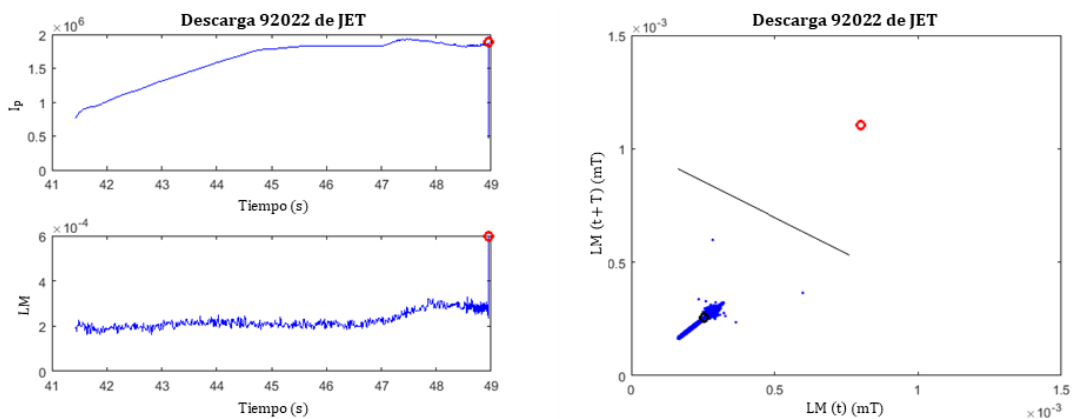 Descarga 92022 de JET
× 10⁶
2
1.5
1
0.5
0
Iₚ
41 42 43 44 45 46 47 48 49
Tiempo (s)
× 10⁻⁴
6
4
2
0
LM
41 42 43 44 45 46 47 48 49
Tiempo (s)
Descarga 92022 de JET
× 10⁻³
1.5
1
0.5
0
LM (t + T) (mT)
0 0.5 1 1.5
LM (t) (mT)
× 10⁻³